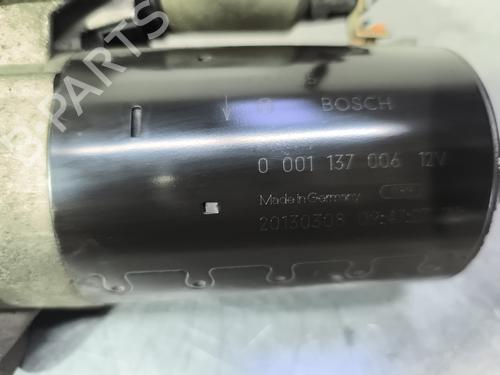 B-PARTS
BOSCH
0 001 137 006 12V
Made in Germany
20130308